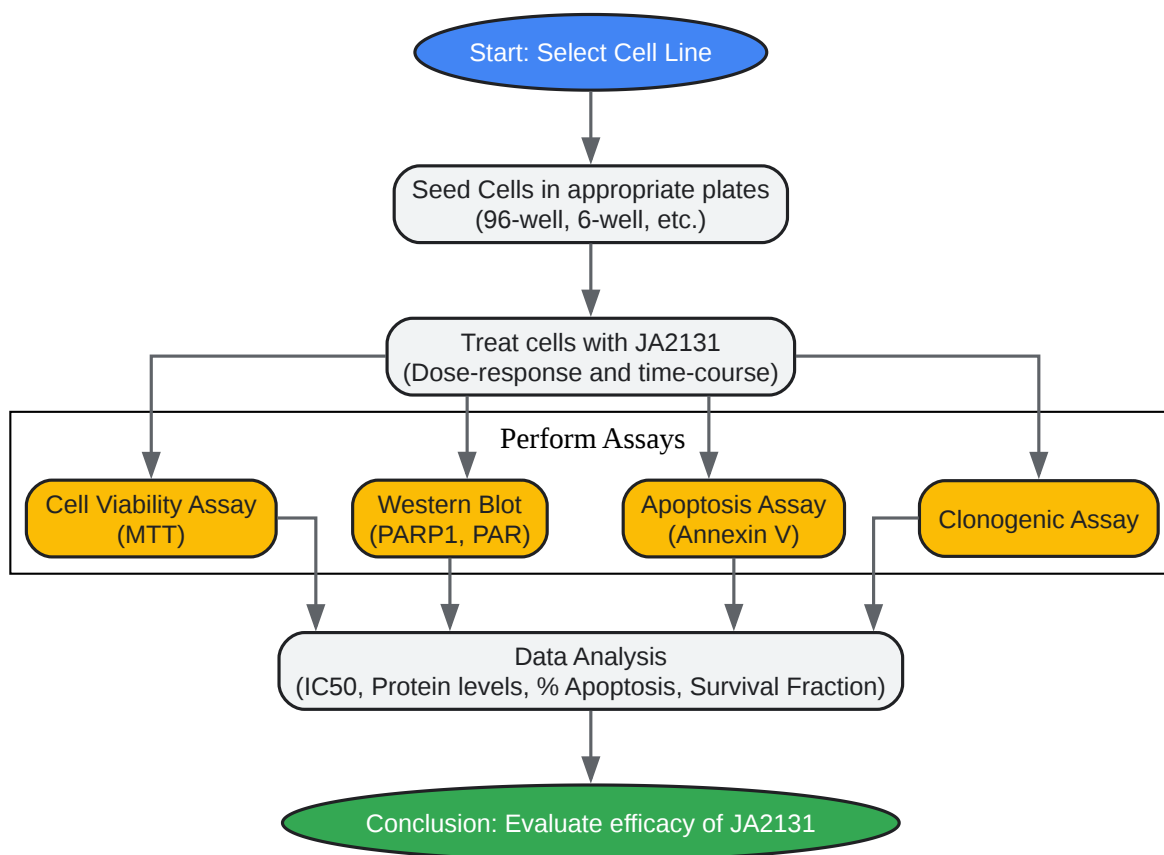 Start: Select Cell Line
Seed Cells in appropriate plates
(96-well, 6-well, etc.)
Treat cells with JA2131
(Dose-response and time-course)
Perform Assays
Cell Viability Assay
(MTT)
Western Blot
(PARP1, PAR)
Apoptosis Assay
(Annexin V)
Clonogenic Assay
Data Analysis
(IC50, Protein levels, % Apoptosis, Survival Fraction)
Conclusion: Evaluate efficacy of JA2131